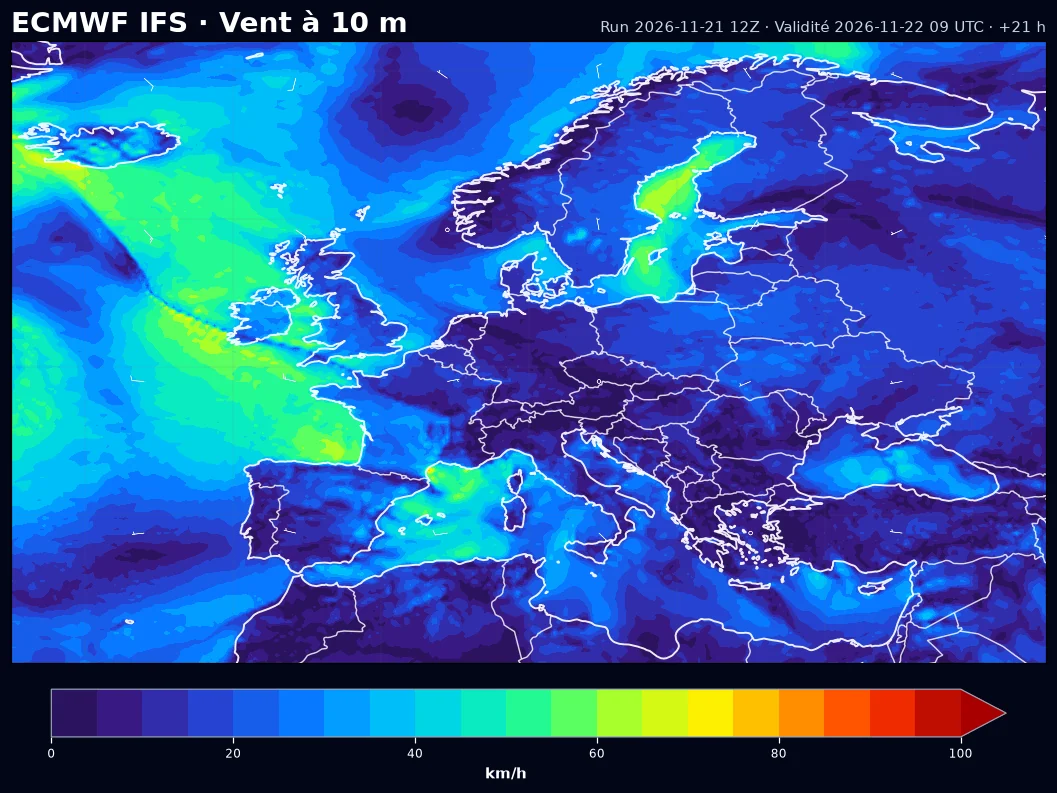 ECMWF IFS · Vent à 10 m
Run 2026-11-21 12Z · Validité 2026-11-22 09 UTC · +21 h
0 20 40 60 80 100
km/h